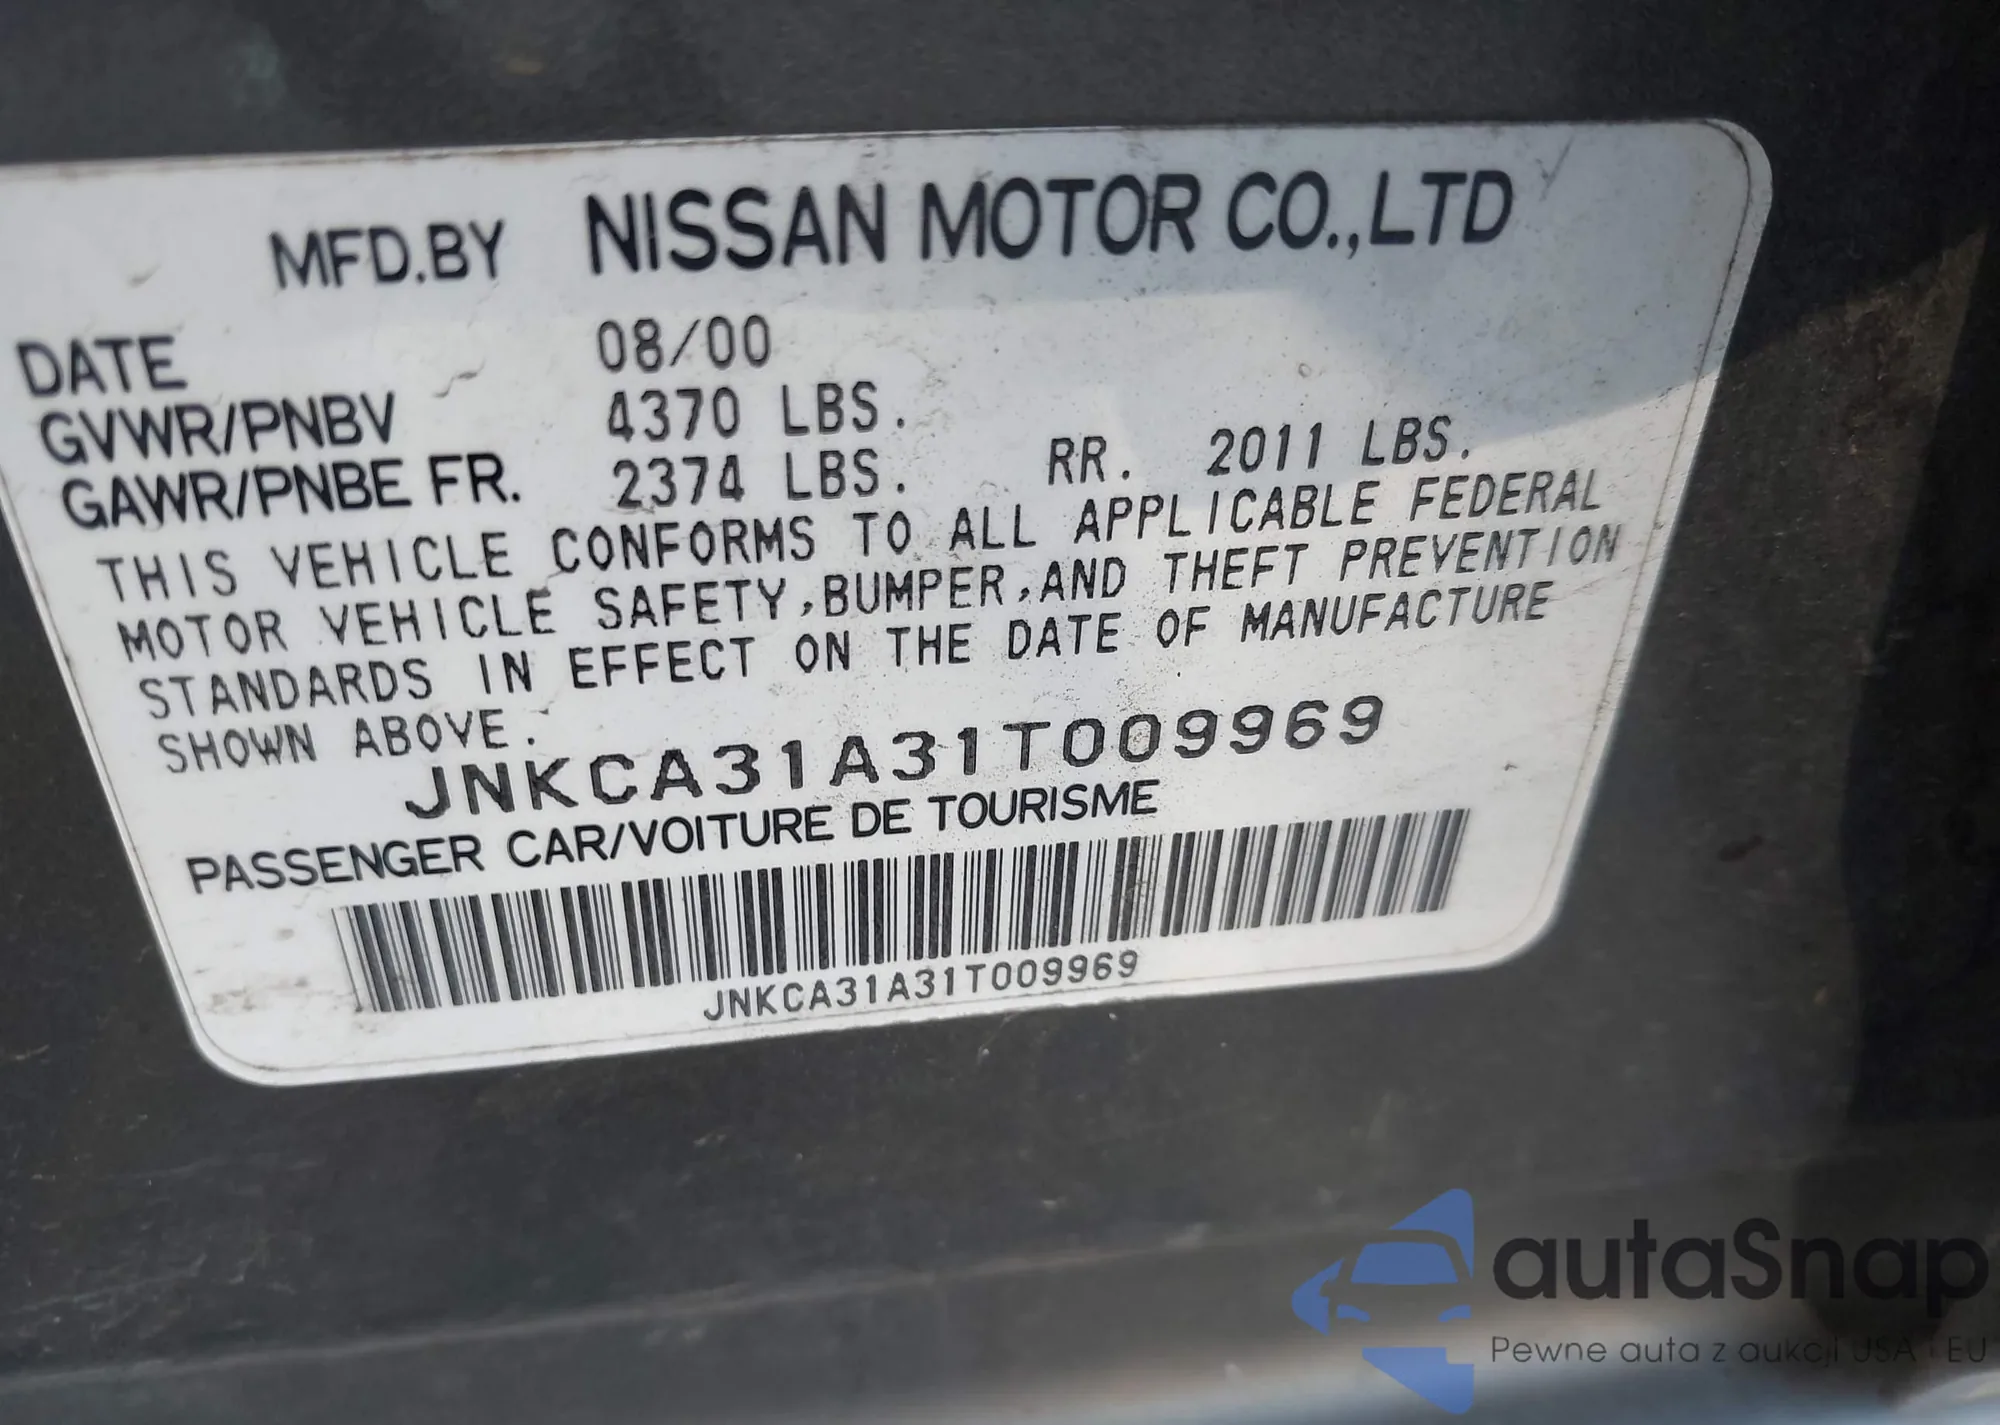 MFD.BY NISSAN MOTOR CO.,LTD
DATE 08/00
GVWR/PNBV 4370 LBS.
GAWR/PNBE FR. 2374 LBS. RR. 2011 LBS.
THIS VEHICLE CONFORMS TO ALL APPLICABLE FEDERAL
MOTOR VEHICLE SAFETY,BUMPER,AND THEFT PREVENTION
STANDARDS IN EFFECT ON THE DATE OF MANUFACTURE
SHOWN ABOVE.
JNKCA31A31T009969
PASSENGER CAR/VOITURE DE TOURISME
JNKCA31A31T009969
autaSnap
Pewne auta z aukcji USA i EU